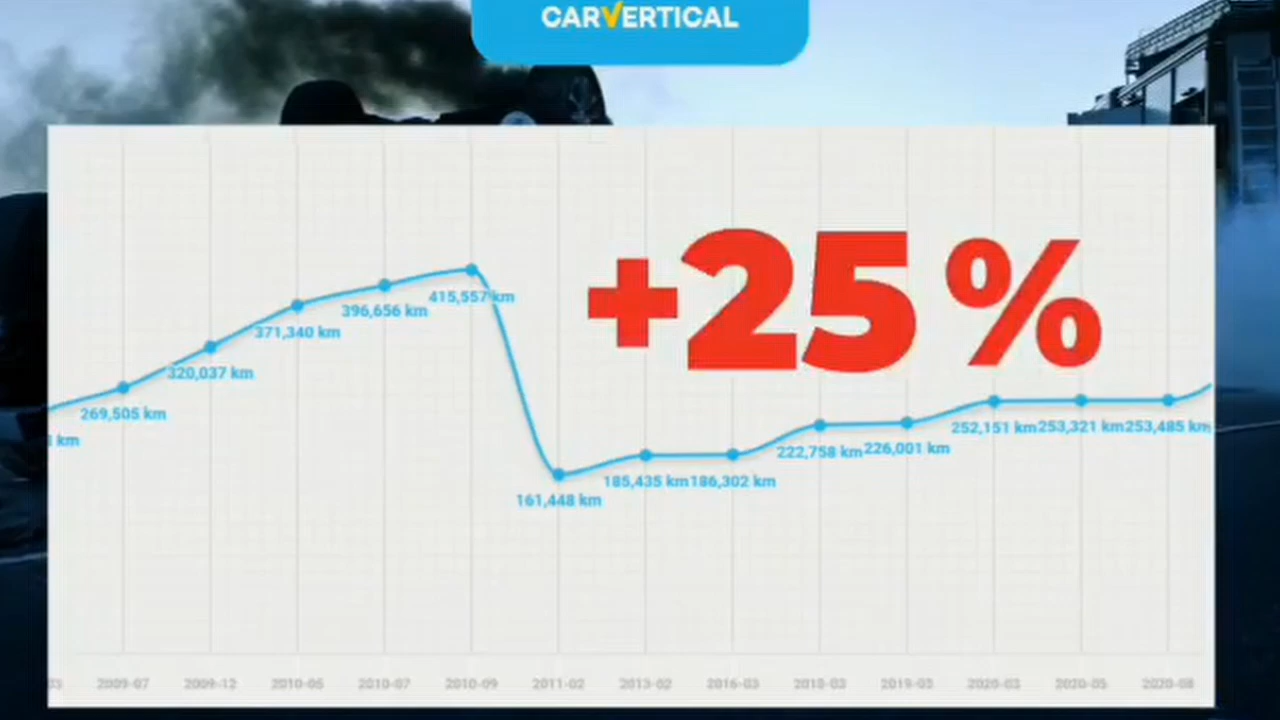 CARVERTICAL
+25%
415,557 km
396,656 km
371,340 km
320,037 km
269,505 km
km
252,151 km 253,321 km 253,485 km
222,758 km 226,001 km
185,435 km 186,302 km
161,448 km
2009-07 2009-12 2010-05 2010-07 2010-09 2011-02 2013-02 2016-03 2018-03 2019-03 2020-03 2020-05 2020-08